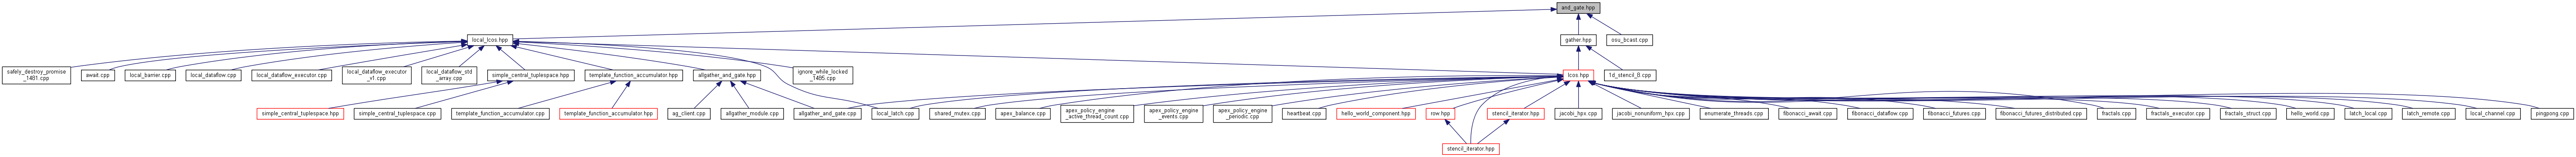 and_gate.hpp
local_lcos.hpp
gather.hpp
osu_bcast.cpp
safely_destroy_promise
_1481.cpp
await.cpp
local_barrier.cpp
local_dataflow.cpp
local_dataflow_executor.cpp
local_dataflow_executor
_v1.cpp
local_dataflow_std
_array.cpp
simple_central_tuplespace.hpp
template_function_accumulator.hpp
allgather_and_gate.hpp
ignore_while_locked
_1485.cpp
lcos.hpp
1d_stencil_8.cpp
simple_central_tuplespace.hpp
simple_central_tuplespace.cpp
template_function_accumulator.cpp
template_function_accumulator.hpp
ag_client.cpp
allgather_module.cpp
allgather_and_gate.cpp
local_latch.cpp
shared_mutex.cpp
apex_balance.cpp
apex_policy_engine
_active_thread_count.cpp
apex_policy_engine
_events.cpp
apex_policy_engine
_periodic.cpp
heartbeat.cpp
hello_world_component.hpp
row.hpp
stencil_iterator.hpp
jacobi_hpx.cpp
jacobi_nonuniform_hpx.cpp
enumerate_threads.cpp
fibonacci_await.cpp
fibonacci_dataflow.cpp
fibonacci_futures.cpp
fibonacci_futures_distributed.cpp
fractals.cpp
fractals_executor.cpp
fractals_struct.cpp
hello_world.cpp
latch_local.cpp
latch_remote.cpp
local_channel.cpp
pingpong.cpp
stencil_iterator.hpp